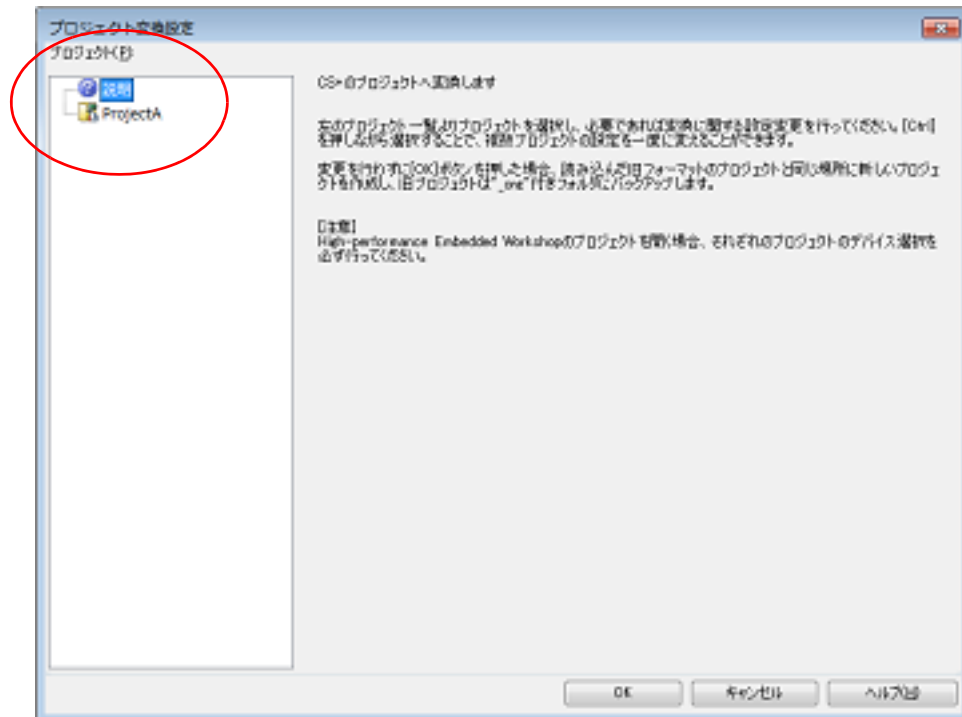 プロジェクト変換設定
プロジェクト(P):
説明
ProjectA
CS+のプロジェクトへ変換します
左のプロジェクト一覧よりプロジェクトを選択し、必要であれば変換に関する設定変更を行ってください。[Ctrl]
を押しながら選択することで、複数プロジェクトの設定を一度に変えることができます。
変更を行わずに[OK]ボタンを押した場合、読み込んだ旧フォーマットのプロジェクトと同じ場所に新しいプロジェ
クトを作成し、旧プロジェクトは"_org"付きフォルダにバックアップします。
【注意】
High-performance Embedded Workshopのプロジェクトを開く場合、それぞれのプロジェクトのデバイス選択を
必ず行ってください。
OK
キャンセル
ヘルプ(H)